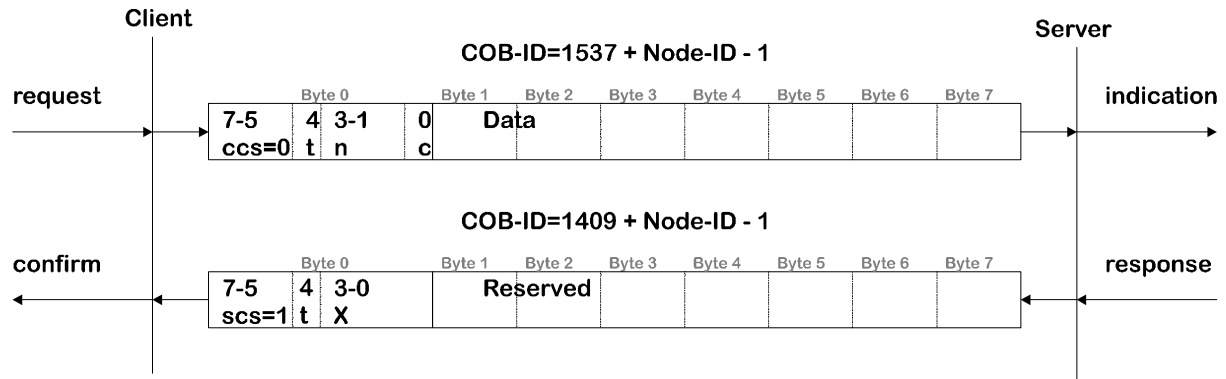 Client
Server
COB-ID=1537 + Node-ID - 1
request
indication
Byte 0 Byte 1 Byte 2 Byte 3 Byte 4 Byte 5 Byte 6 Byte 7
7-5 4 3-1 0 Data
ccs=0 t n c
COB-ID=1409 + Node-ID - 1
confirm
response
Byte 0 Byte 1 Byte 2 Byte 3 Byte 4 Byte 5 Byte 6 Byte 7
7-5 4 3-0 Reserved
scs=1 t X